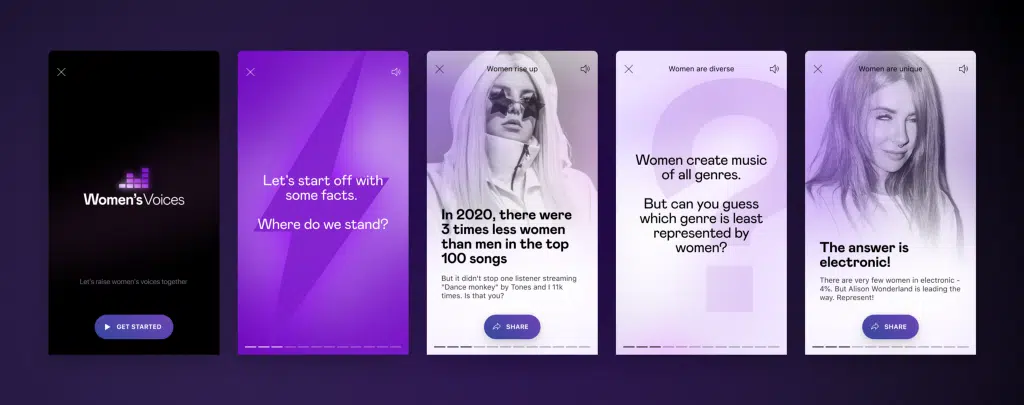 Women's Voices
Let's raise women's voices together
GET STARTED
Let's start off with
some facts.
Where do we stand?
Women rise up
In 2020, there were
3 times less women
than men in the top
100 songs
But it didn't stop one listener streaming
"Dance monkey" by Tones and I 11k
times. Is that you?
SHARE
Women are diverse
Women create music
of all genres.
But can you guess
which genre is least
represented by
women?
Women are unique
The answer is
electronic!
There are very few women in electronic -
4%. But Alison Wonderland is leading the
way. Represent!
SHARE